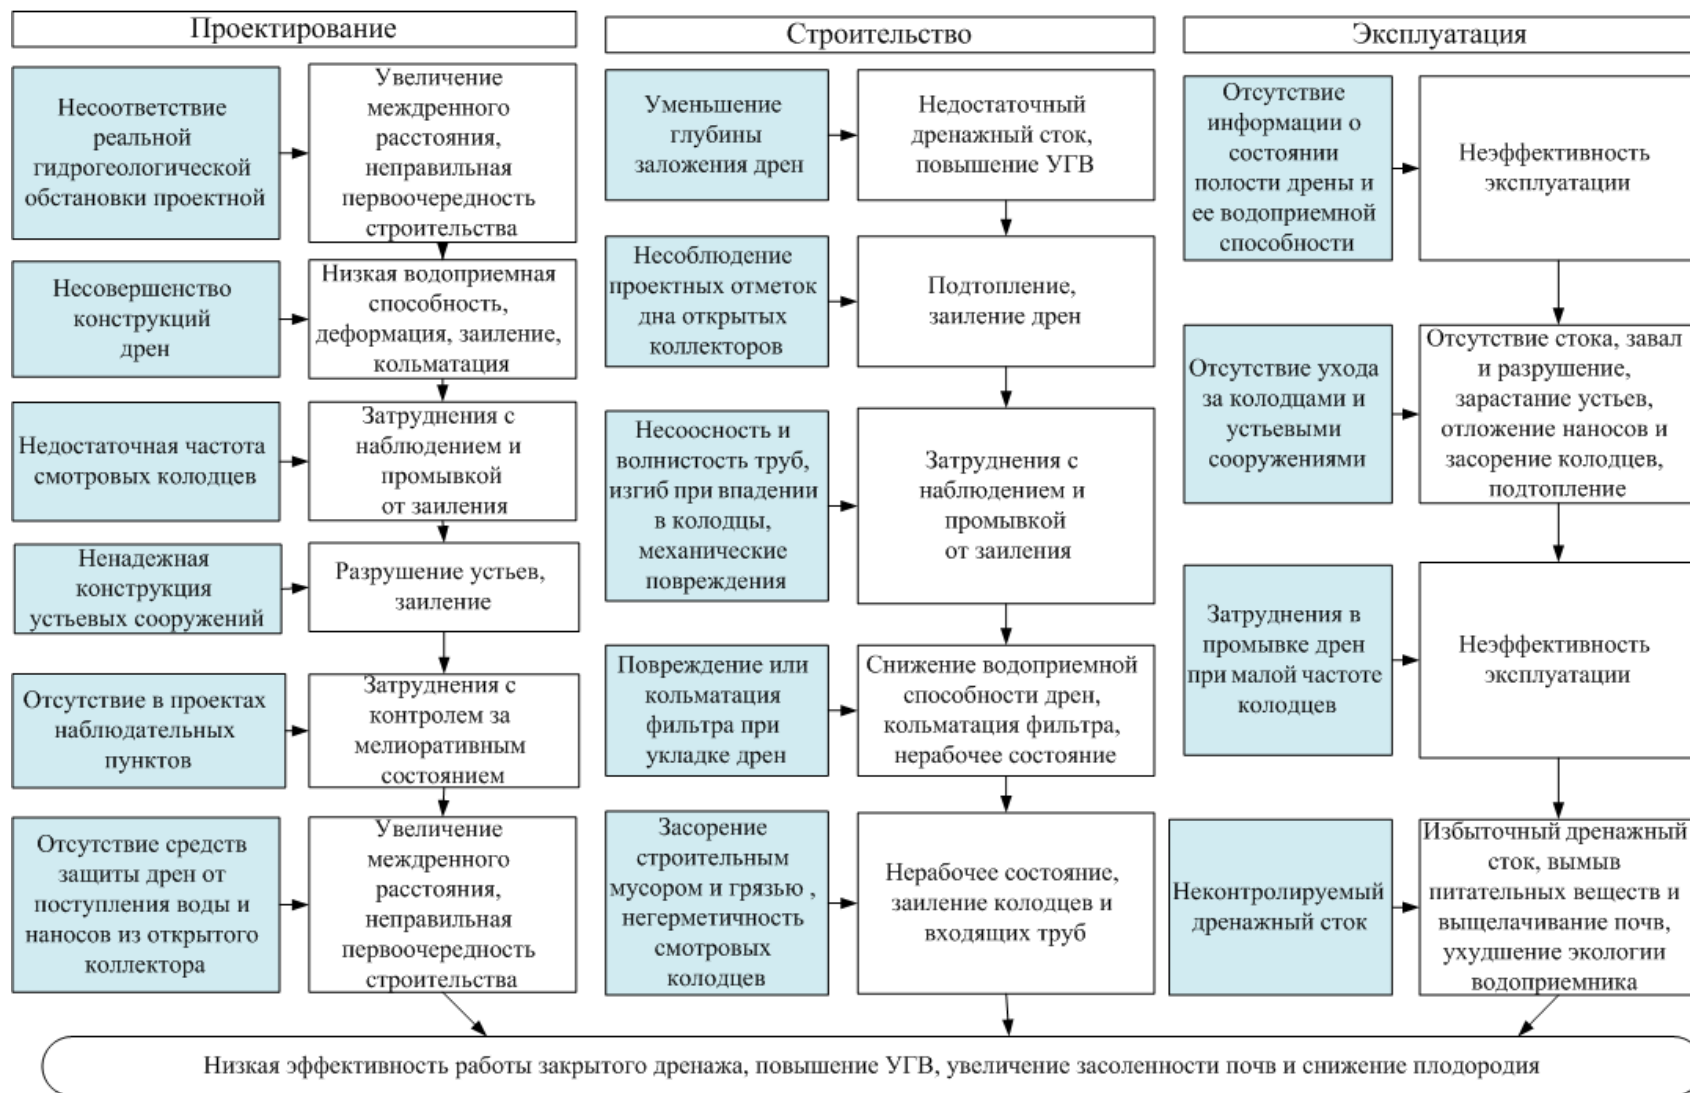 Проектирование
Несоответствие
реальной
гидрогеологической
обстановки проектной
Увеличение
междренного
расстояния,
неправильная
первоочередность
строительства
Несовершенство
конструкций
дрен
Низкая водоприемная
способность,
деформация, заиление,
кольматация
Недостаточная частота
смотровых колодцев
Затруднения с
наблюдением и
промывкой
от заиления
Ненадежная
конструкция
устьевых сооружений
Разрушение устьев,
заиление
Отсутствие в проектах
наблюдательных
пунктов
Затруднения с
контролем за
мелиоративным
состоянием
Отсутствие средств
защиты дрен от
поступления воды и
наносов из открытого
коллектора
Увеличение
междренного
расстояния,
неправильная
первоочередность
строительства
Строительство
Уменьшение
глубины
заложения дрен
Недостаточный
дренажный сток,
повышение УГВ
Несоблюдение
проектных отметок
дна открытых
коллекторов
Подтопление,
заиление дрен
Несоосность и
волнистость труб,
изгиб при впадении
в колодцы,
механические
повреждения
Затруднения с
наблюдением и
промывкой
от заиления
Повреждение или
кольматация
фильтра при
укладке дрен
Снижение водоприемной
способности дрен,
кольматация фильтра,
нерабочее состояние
Засорение
строительным
мусором и грязью ,
негерметичность
смотровых
колодцев
Нерабочее состояние,
заиление колодцев и
входящих труб
Эксплуатация
Отсутствие
информации о
состоянии
полости дрены и
ее водоприемной
способности
Неэффективность
эксплуатации
Отсутствие ухода
за колодцами и
устьевыми
сооружениями
Отсутствие стока, завал
и разрушение,
зарастание устьев,
отложение наносов и
засорение колодцев,
подтопление
Затруднения в
промывке дрен
при малой частоте
колодцев
Неэффективность
эксплуатации
Неконтролируемый
дренажный сток
Избыточный дренажный
сток, вымыв
питательных веществ и
выщелачивание почв,
ухудшение экологии
водоприемника
Низкая эффективность работы закрытого дренажа, повышение УГВ, увеличение засоленности почв и снижение плодородия